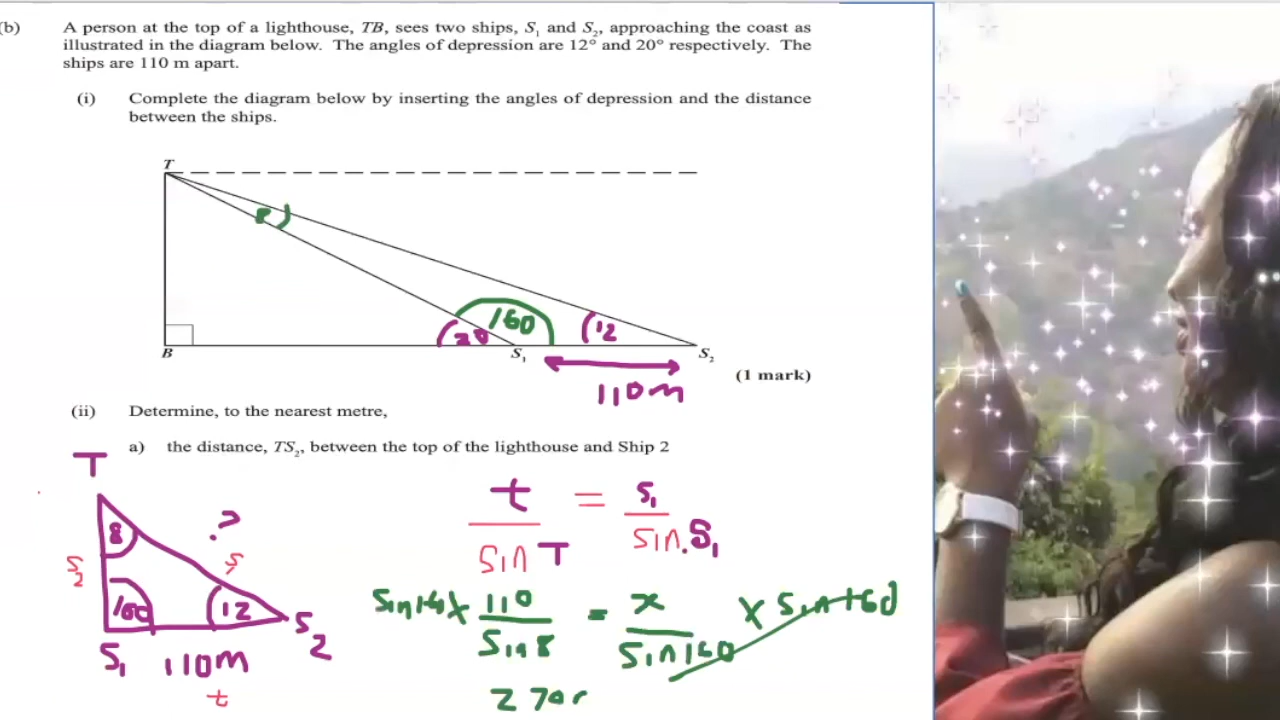 (b) A person at the top of a lighthouse, TB, sees two ships, S₁ and S₂, approaching the coast as
illustrated in the diagram below. The angles of depression are 12° and 20° respectively. The
ships are 110 m apart.
(i) Complete the diagram below by inserting the angles of depression and the distance
between the ships.
T
8
160
20
12
B
S₁
S₂
110m
(1 mark)
(ii) Determine, to the nearest metre,
a) the distance, TS₂, between the top of the lighthouse and Ship 2
T
8
?
S₂
S₁
160
12
S₂
S₁ 110m
t
t = S₁
Sin T Sin.S₁
110 = x x Sin 160
Sin 8 Sin 160